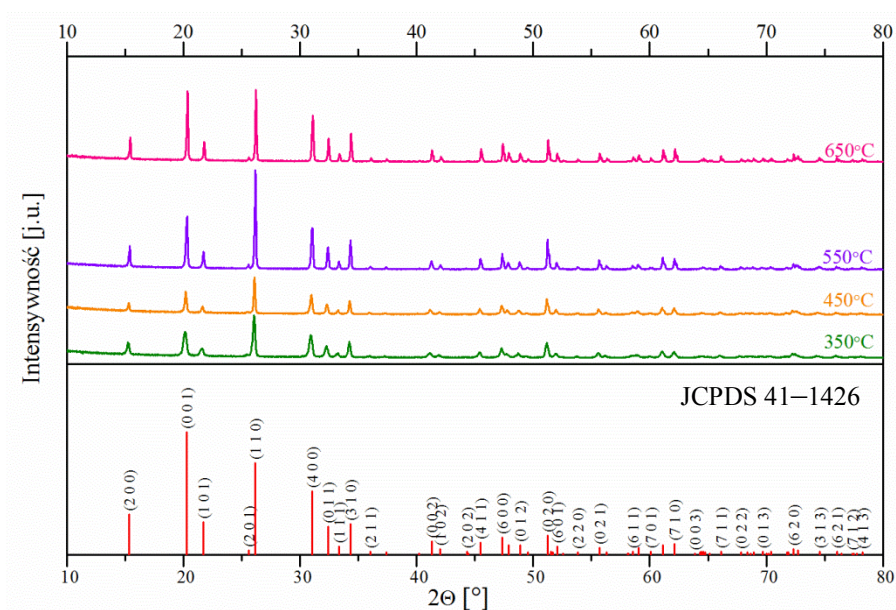 10 20 30 40 50 60 70 80
650°C
550°C
450°C
350°C
Intensywność [j.u.]
JCPDS 41–1426
(2 0 0)
(0 0 1)
(1 0 1)
(2 0 1)
(1 1 0)
(4 0 0)
(0 1 1)
(1 1 1)
(3 1 0)
(2 1 1)
(0 0 2)
(1 0 2)
(2 0 2)
(4 1 1)
(6 0 0)
(0 1 2)
(0 2 0)
(6 0 1)
(2 2 0)
(0 2 1)
(6 1 1)
(7 0 1)
(7 1 0)
(0 0 3)
(7 1 1)
(0 2 2)
(0 1 3)
(6 2 0)
(3 1 3)
(6 2 1)
(7 1 2)
(4 1 3)
10 20 30 40 50 60 70 80
2Θ [°]